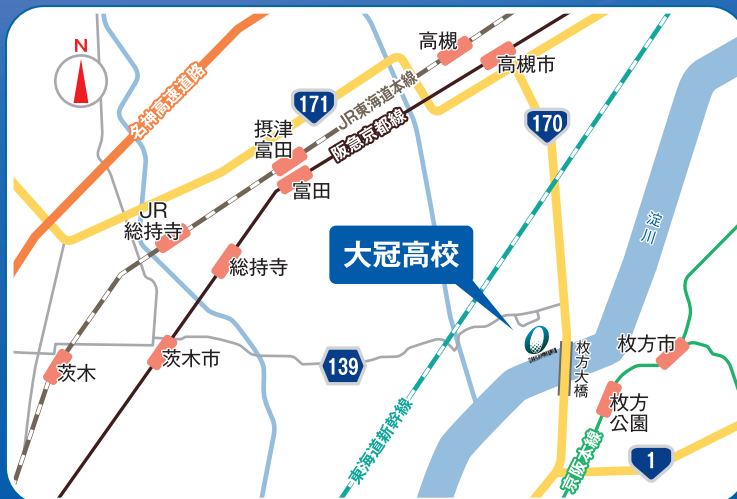 N
高槻
高槻市
名神高速道路
171
JR東海道本線
阪急京都線
170
摂津
富田
富田
JR
総持寺
総持寺
淀川
大冠高校
茨木
茨木市
139
枚方大橋
枚方市
枚方
公園
東海道新幹線
京阪本線
1